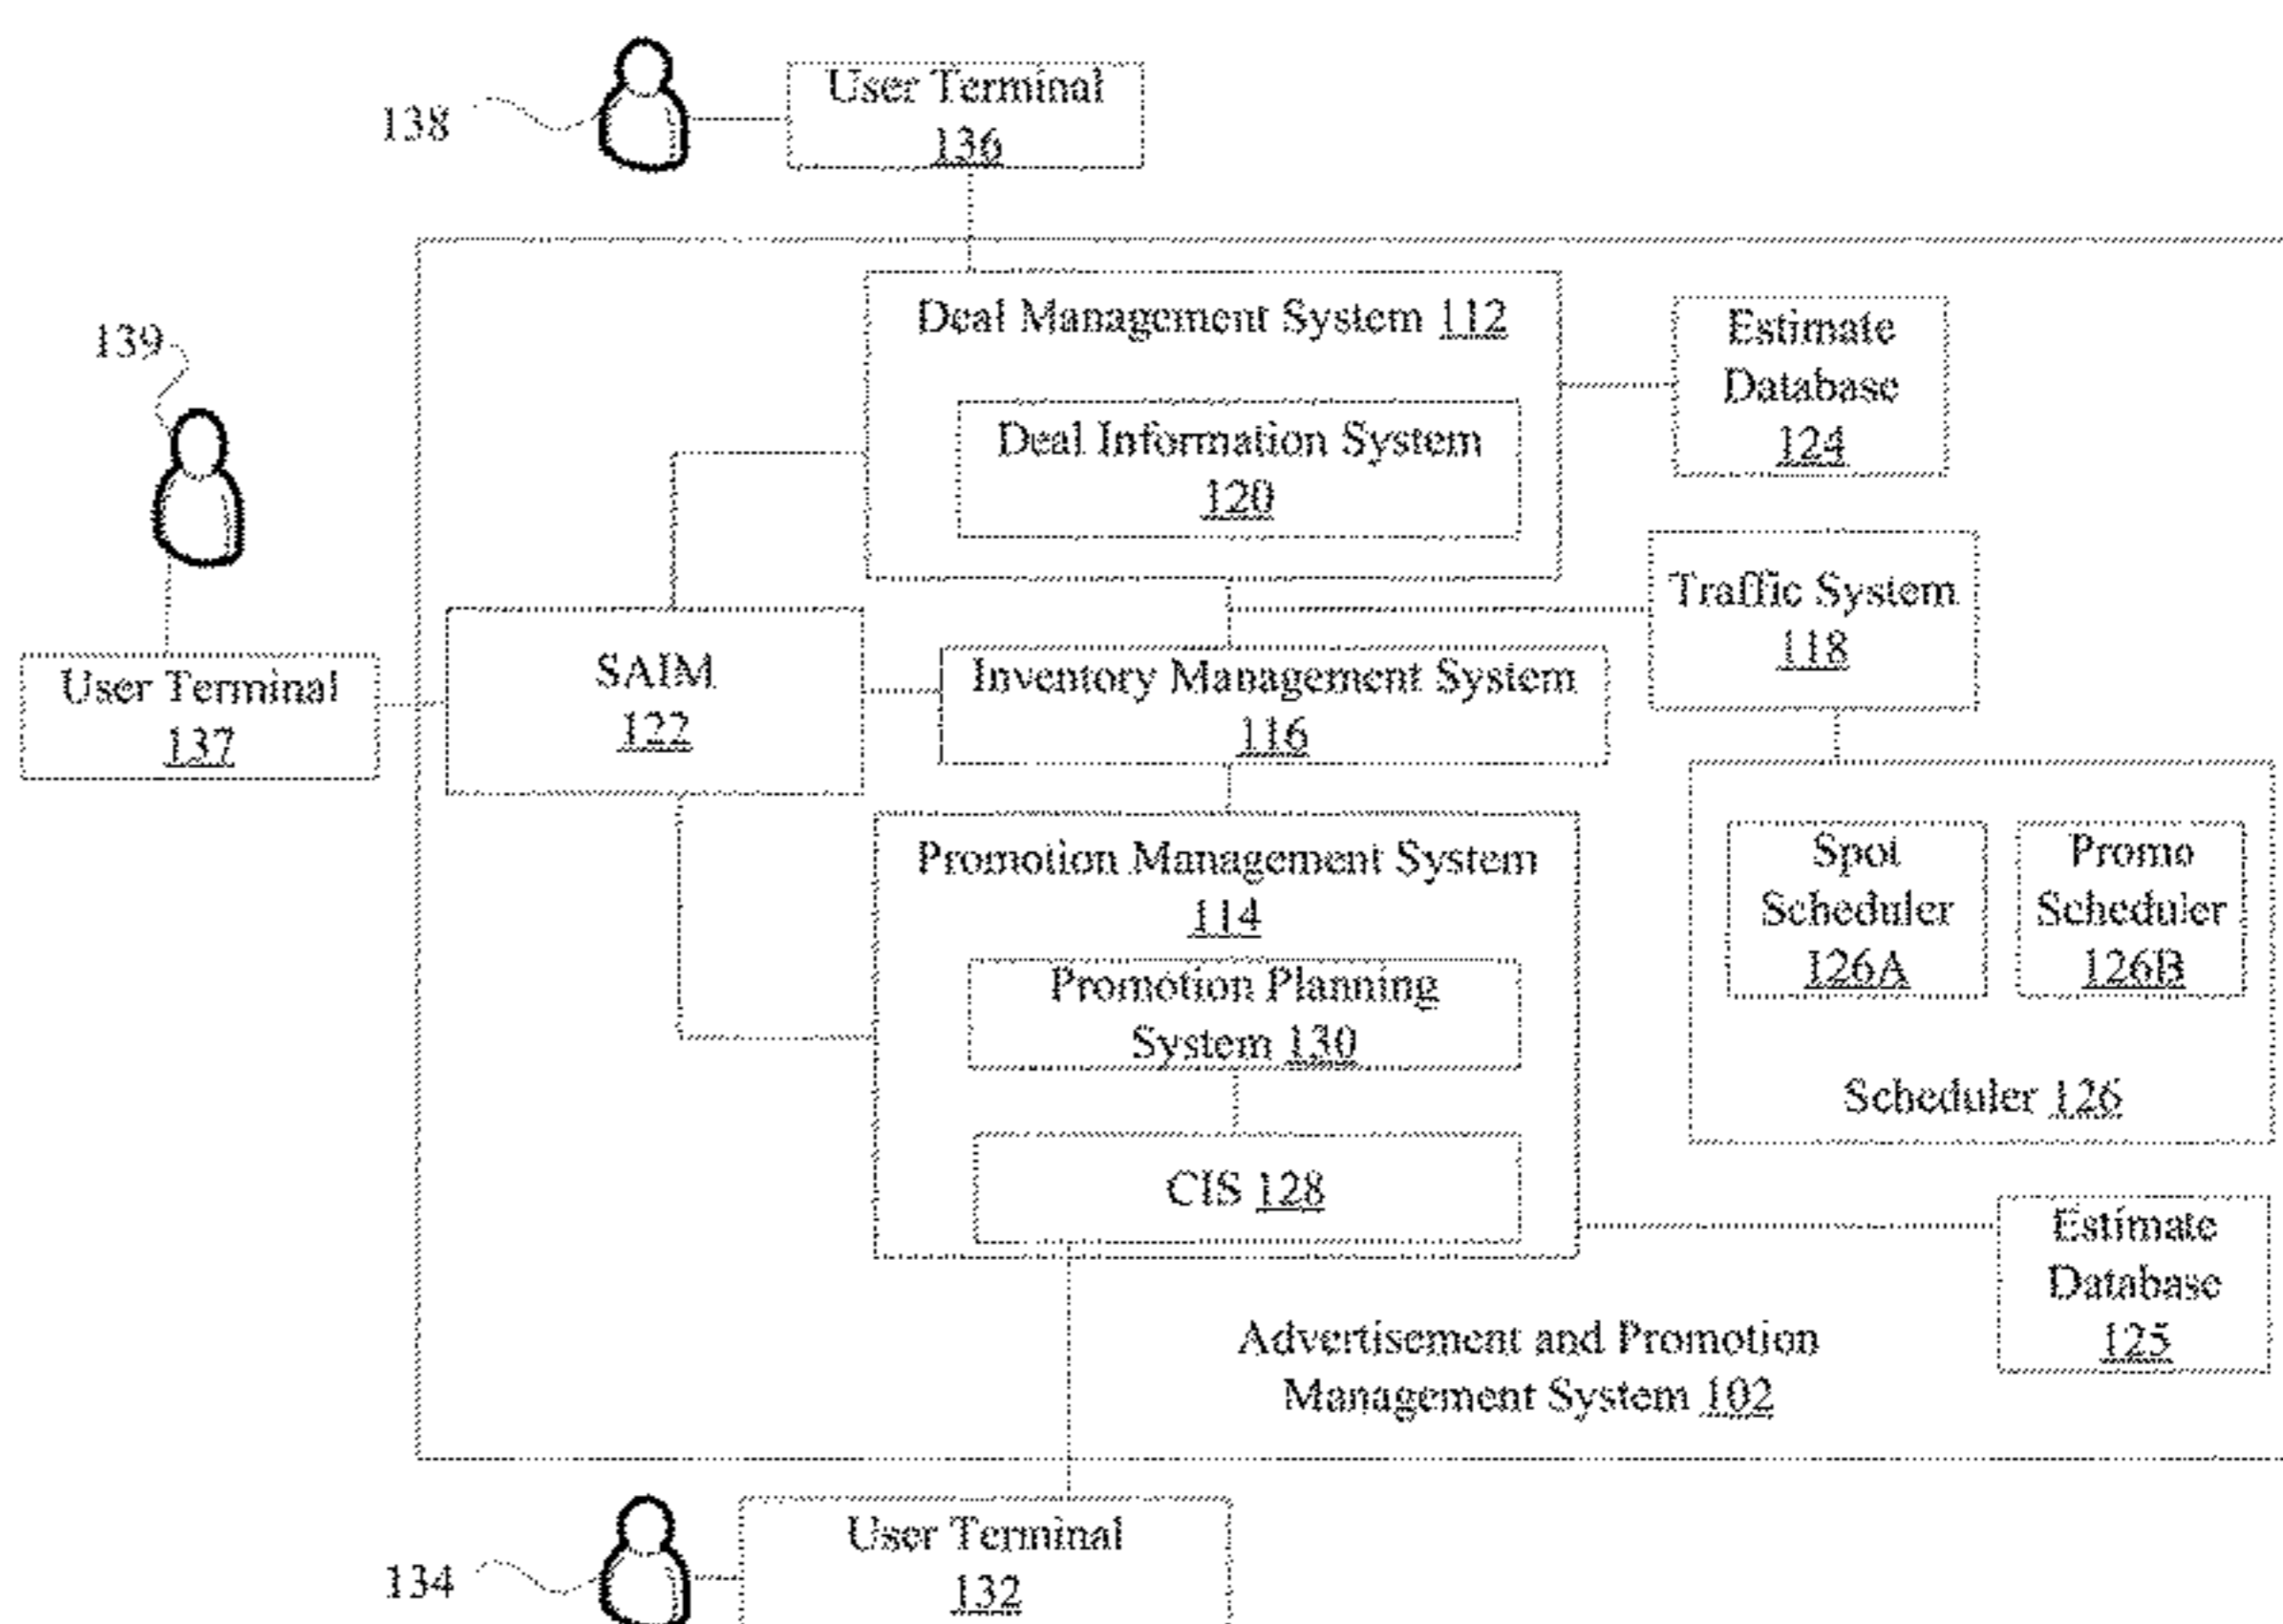 138
User Terminal
136
139
Deal Management System 112
Deal Information System
120
Estimate
Database
124
Traffic System
118
User Terminal
137
SAIM
122
Inventory Management System
116
Promotion Management System
114
Promotion Planning
System 130
CIS 128
Spot
Scheduler
126A
Promo
Scheduler
126B
Scheduler 126
Estimate
Database
125
Advertisement and Promotion
Management System 102
134
User Terminal
132